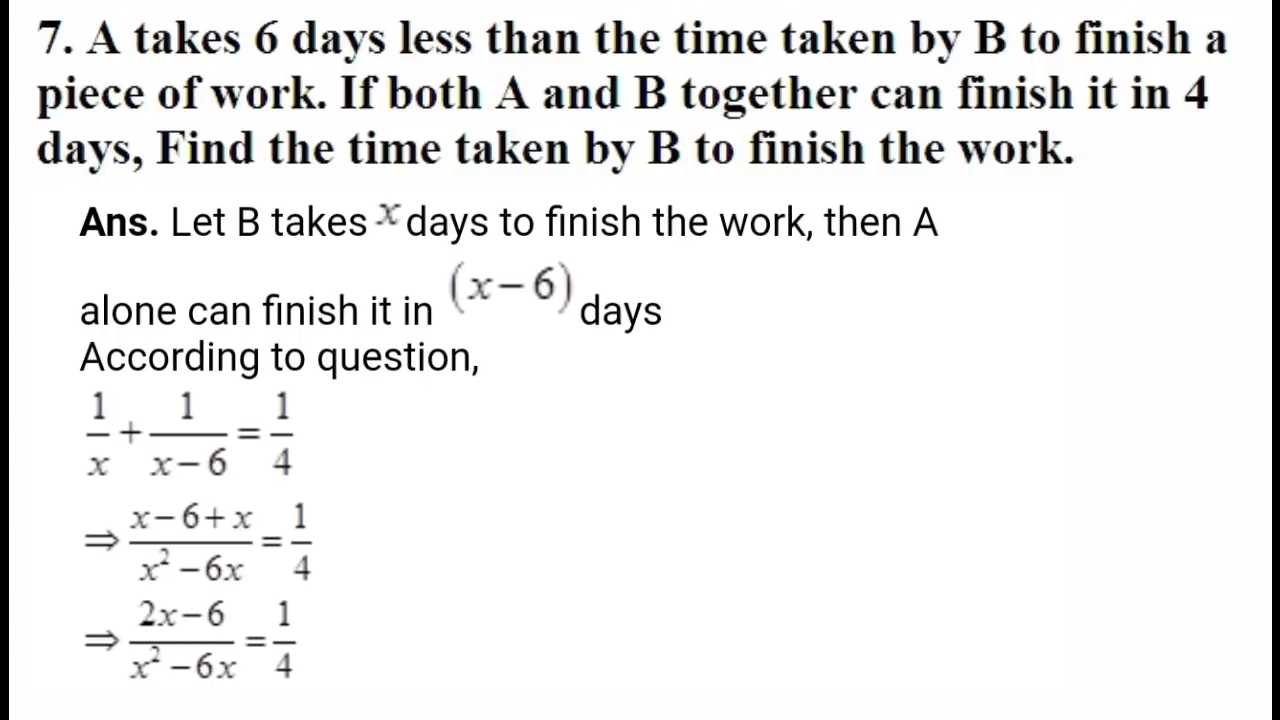 7. A takes 6 days less than the time taken by B to finish a
piece of work. If both A and B together can finish it in 4
days, Find the time taken by B to finish the work.
Ans. Let B takes x days to finish the work, then A
alone can finish it in (x−6) days
According to question,
1/x + 1/(x−6) = 1/4
⇒ (x−6+x)/(x²−6x) = 1/4
⇒ (2x−6)/(x²−6x) = 1/4